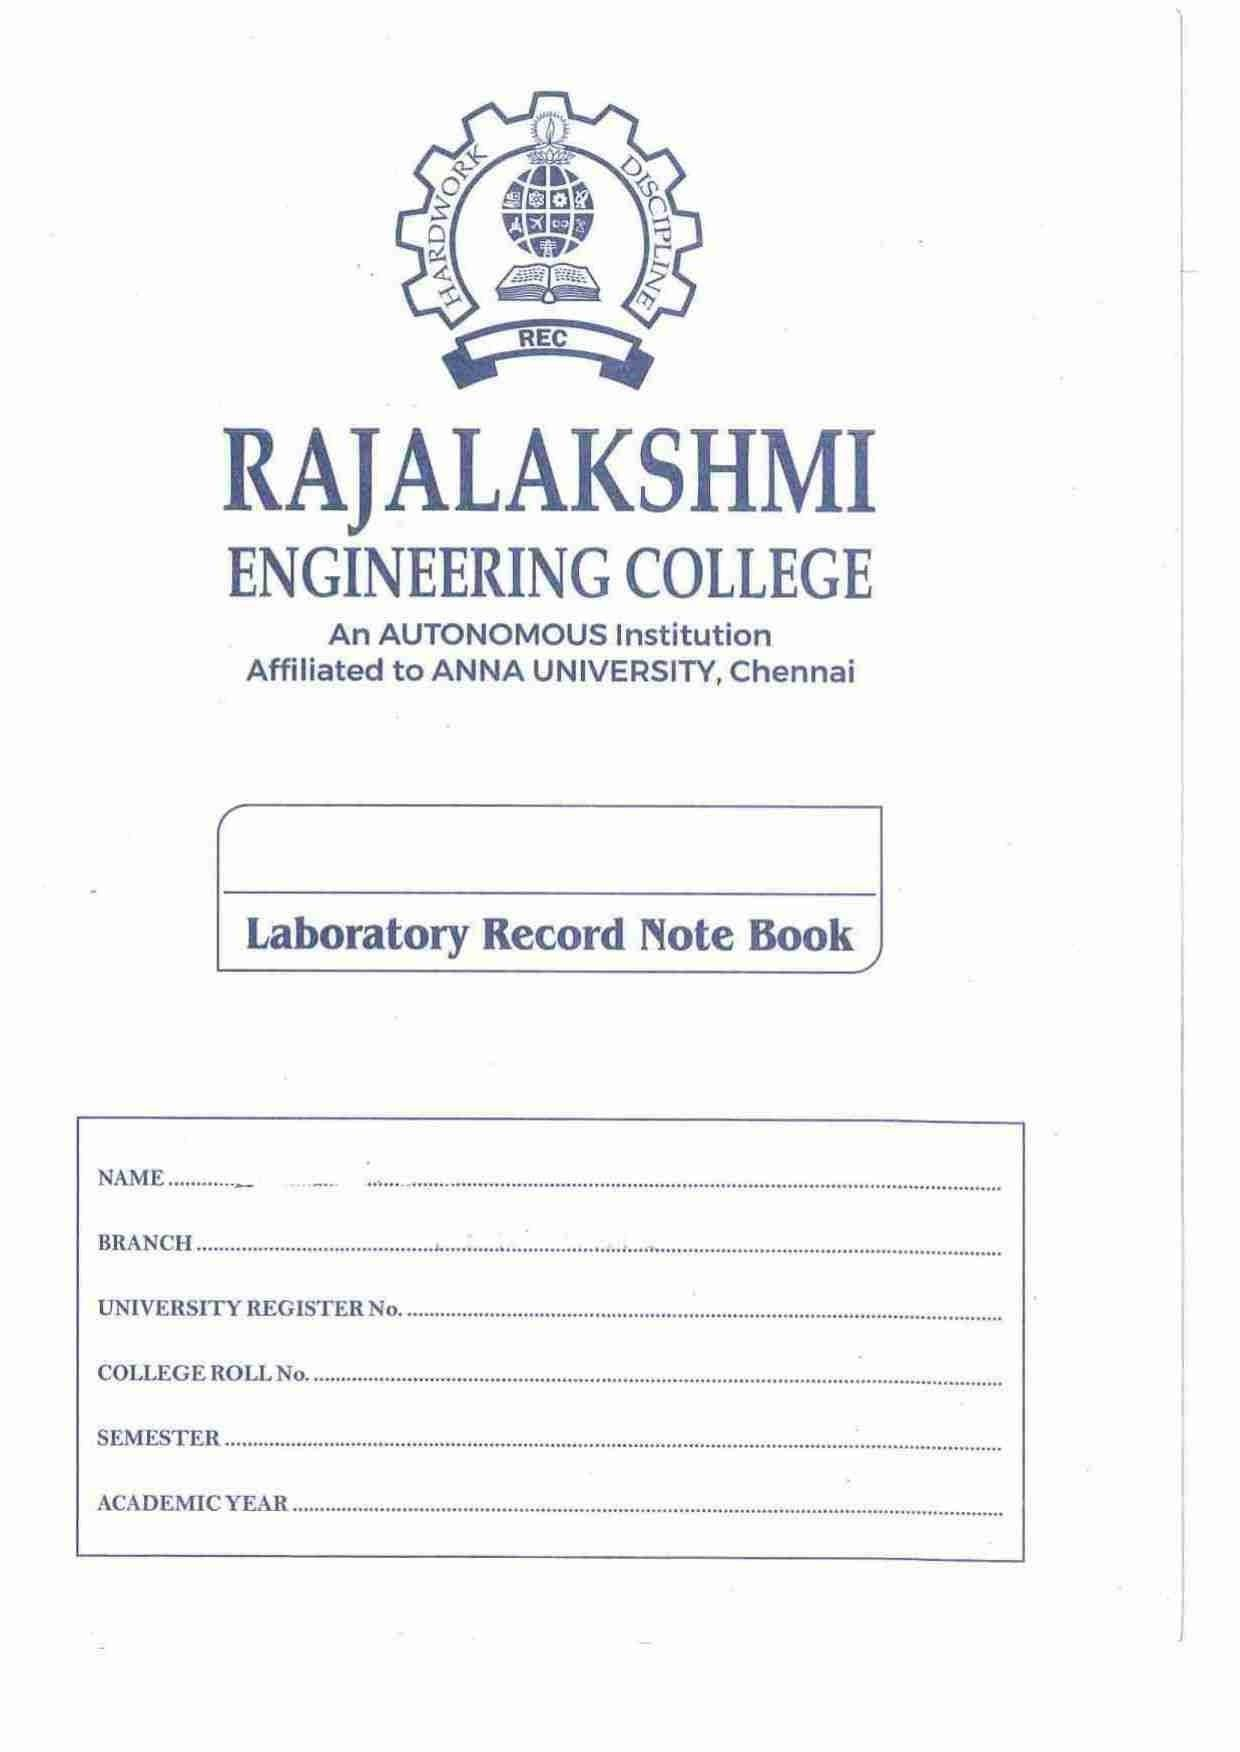 HARDWORK
DISCIPLINE
REC
RAJALAKSHMI
ENGINEERING COLLEGE
An AUTONOMOUS Institution
Affiliated to ANNA UNIVERSITY, Chennai
Laboratory Record Note Book
NAME
BRANCH
UNIVERSITY REGISTER No.
COLLEGE ROLL No.
SEMESTER
ACADEMIC YEAR